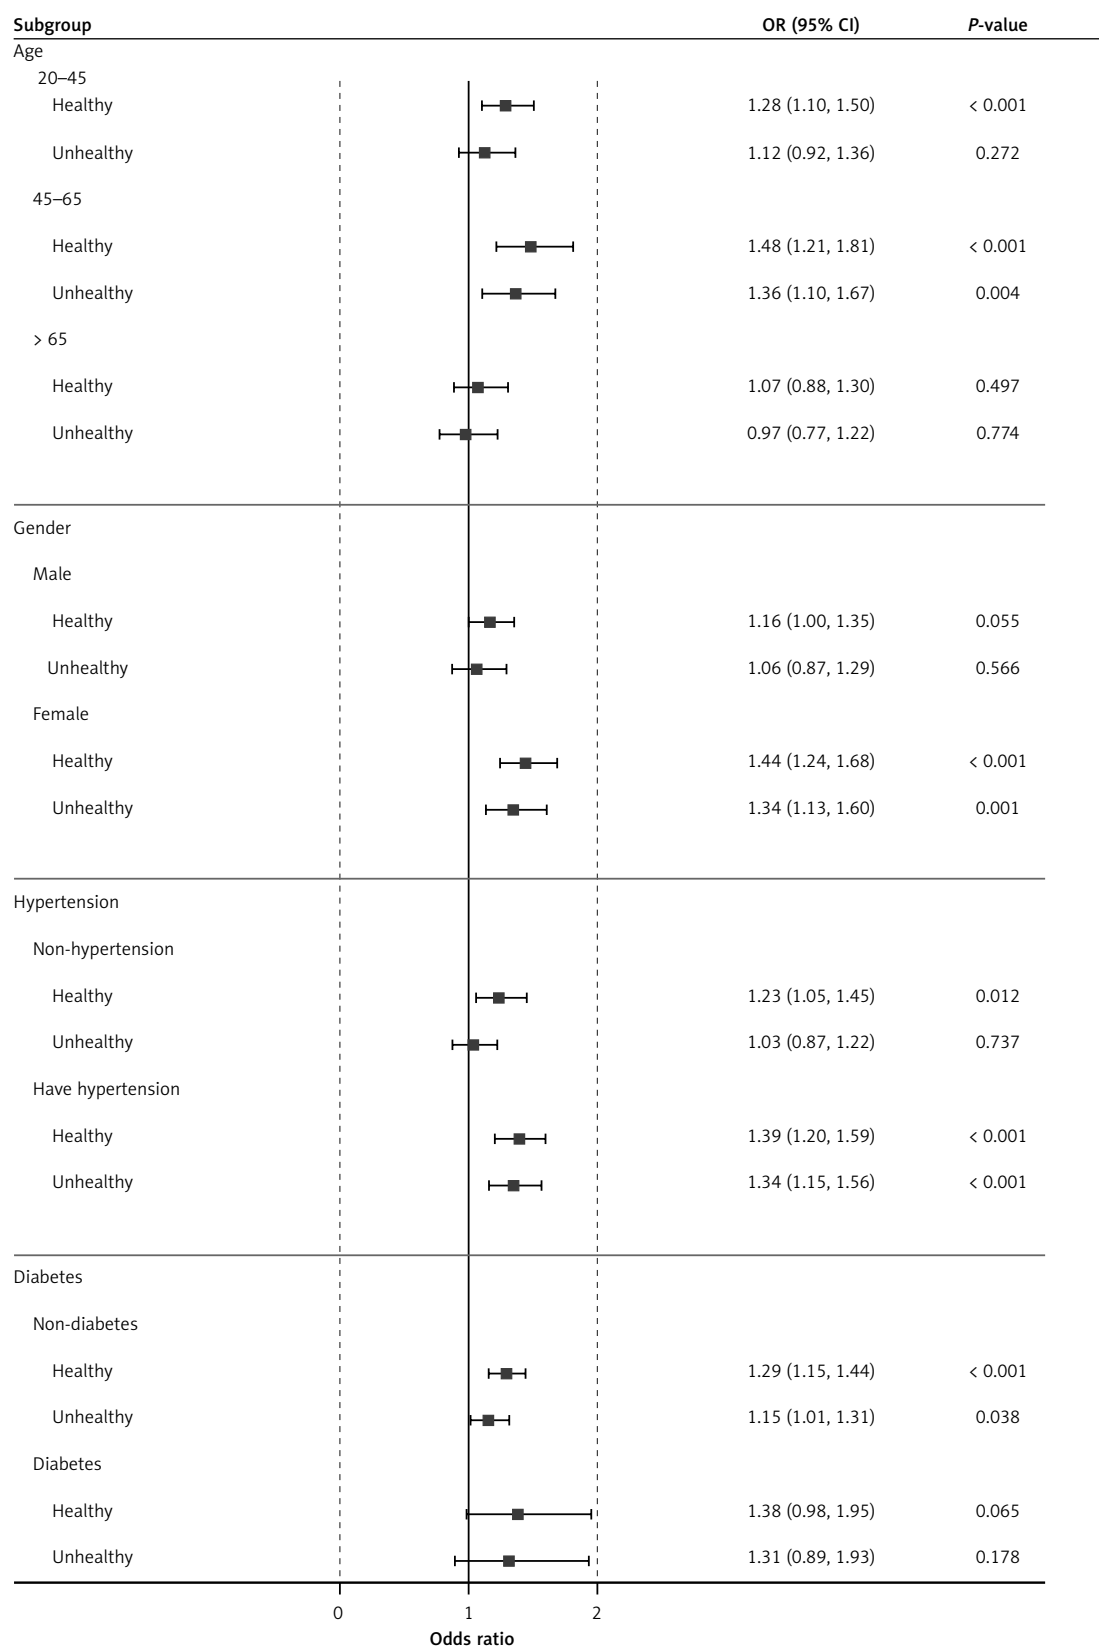 Subgroup OR (95% CI) P-value
Age
20–45
Healthy 1.28 (1.10, 1.50) < 0.001
Unhealthy 1.12 (0.92, 1.36) 0.272
45–65
Healthy 1.48 (1.21, 1.81) < 0.001
Unhealthy 1.36 (1.10, 1.67) 0.004
> 65
Healthy 1.07 (0.88, 1.30) 0.497
Unhealthy 0.97 (0.77, 1.22) 0.774
Gender
Male
Healthy 1.16 (1.00, 1.35) 0.055
Unhealthy 1.06 (0.87, 1.29) 0.566
Female
Healthy 1.44 (1.24, 1.68) < 0.001
Unhealthy 1.34 (1.13, 1.60) 0.001
Hypertension
Non-hypertension
Healthy 1.23 (1.05, 1.45) 0.012
Unhealthy 1.03 (0.87, 1.22) 0.737
Have hypertension
Healthy 1.39 (1.20, 1.59) < 0.001
Unhealthy 1.34 (1.15, 1.56) < 0.001
Diabetes
Non-diabetes
Healthy 1.29 (1.15, 1.44) < 0.001
Unhealthy 1.15 (1.01, 1.31) 0.038
Diabetes
Healthy 1.38 (0.98, 1.95) 0.065
Unhealthy 1.31 (0.89, 1.93) 0.178
0 1 2
Odds ratio